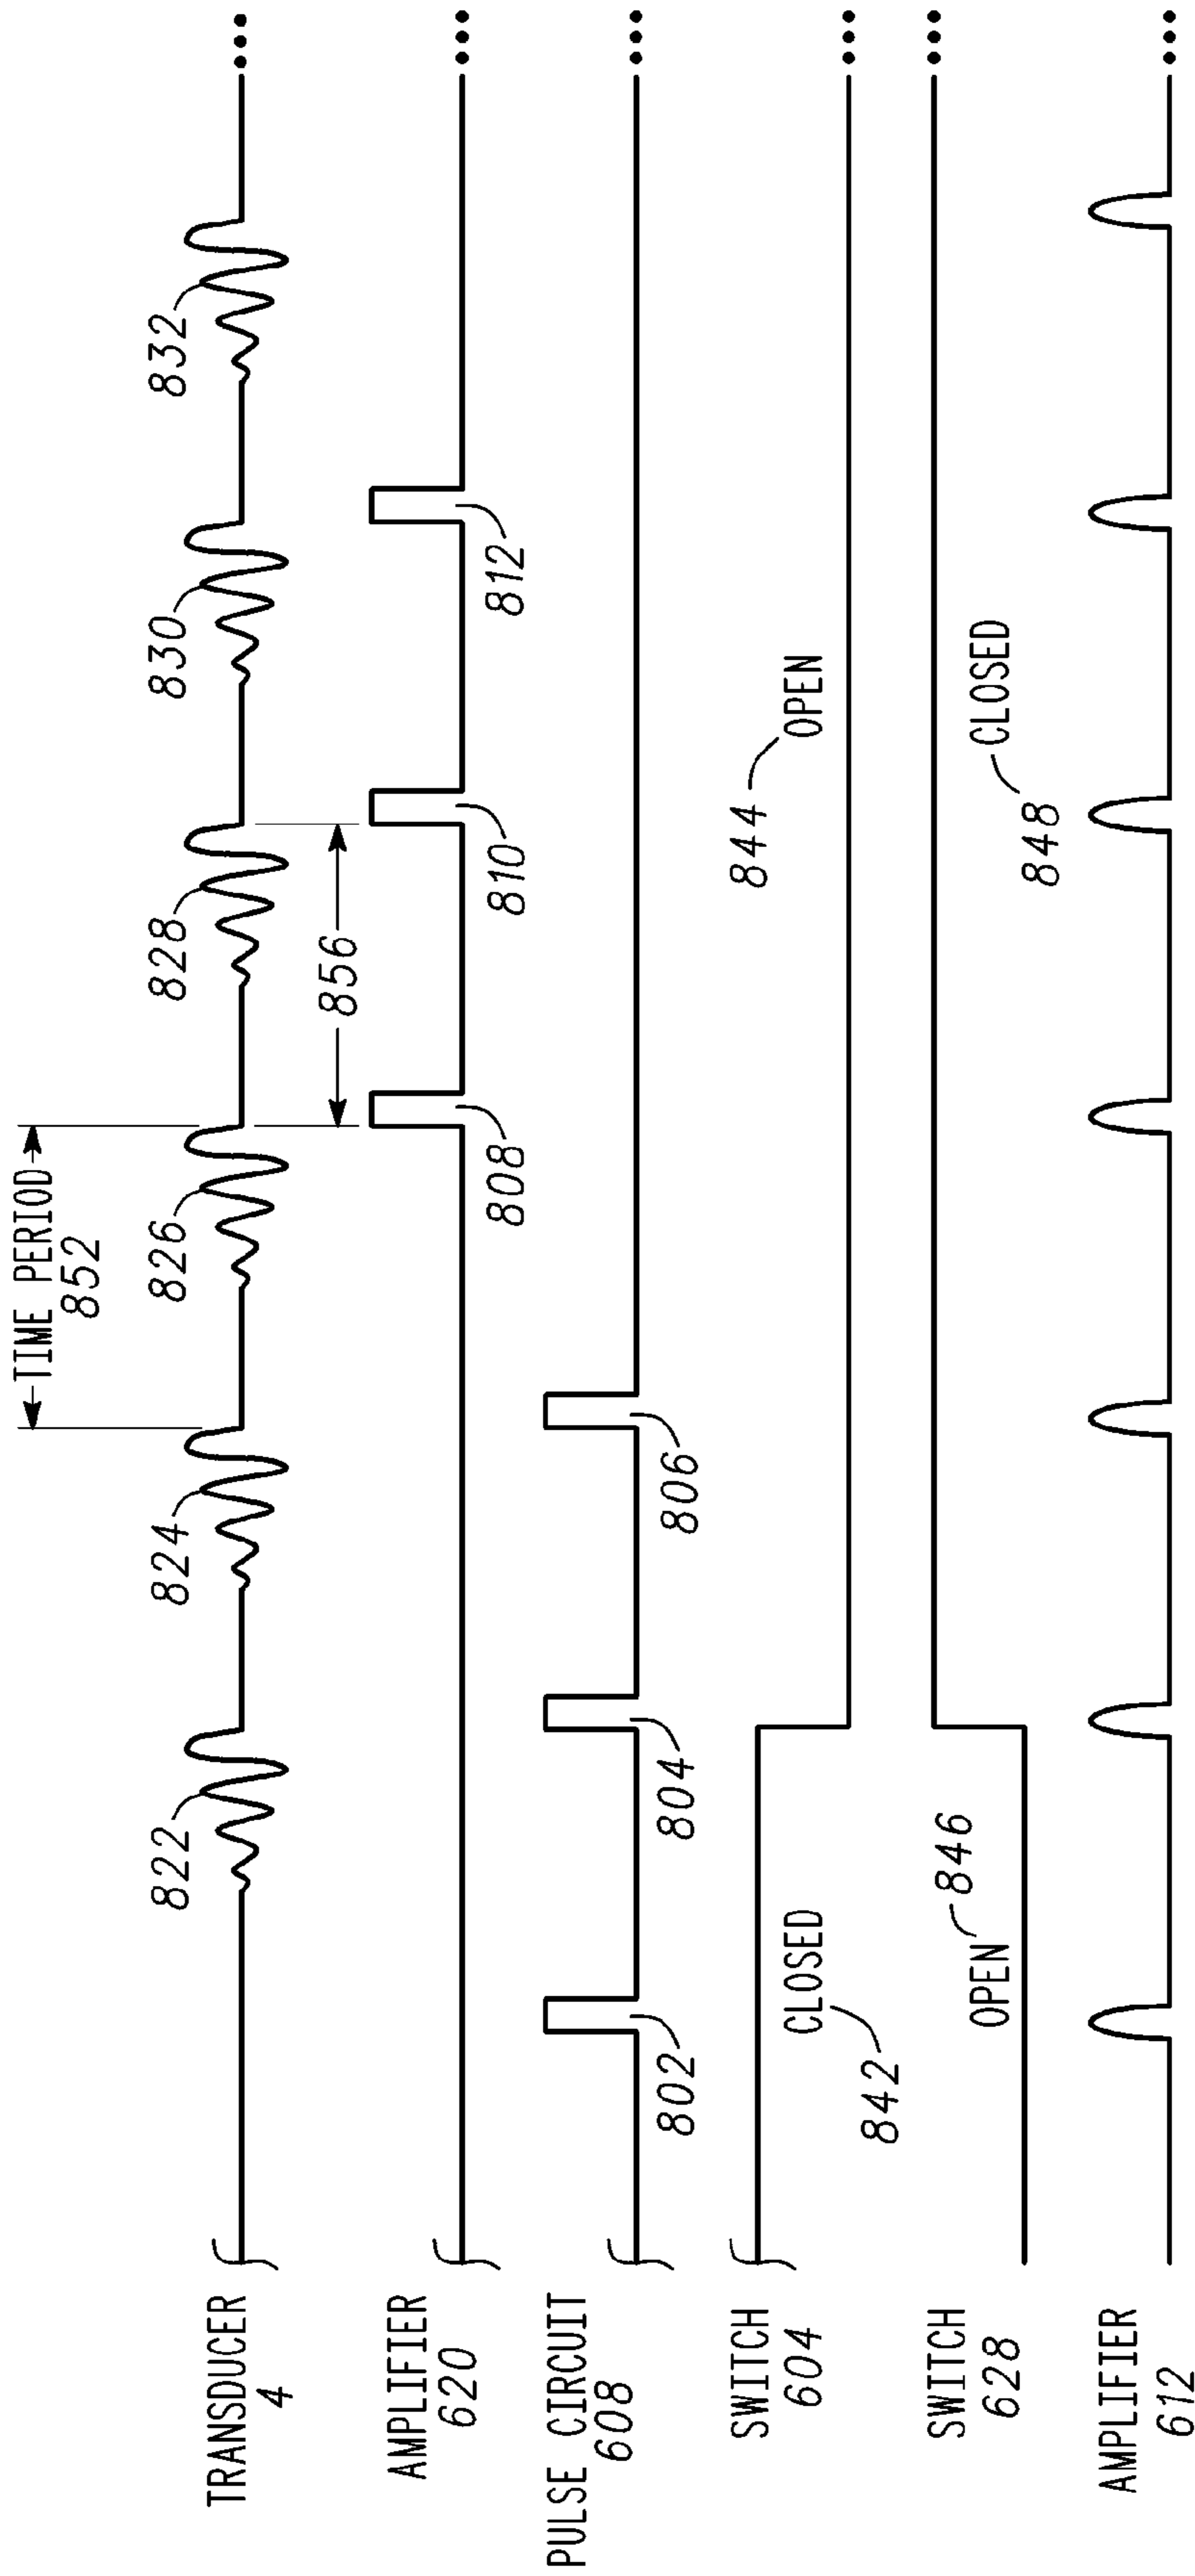 TIME PERIOD
852
TRANSDUCER
4
822
824
826
828
830
832
856
AMPLIFIER
620
808
810
812
PULSE CIRCUIT
608
802
804
806
SWITCH
604
CLOSED
842
844
OPEN
SWITCH
628
OPEN
846
CLOSED
848
AMPLIFIER
612